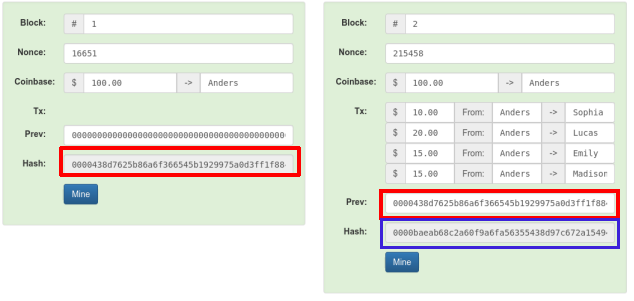 Block: # 1
Nonce: 16651
Coinbase: $ 100.00 -> Anders
Tx:
Prev: 00000000000000000000000000000000000000000000
Hash: 0000438d7625b86a6f366545b1929975a0d3ff1f88
Mine
Block: # 2
Nonce: 215458
Coinbase: $ 100.00 -> Anders
Tx: $ 10.00 From: Anders -> Sophia
$ 20.00 From: Anders -> Lucas
$ 15.00 From: Anders -> Emily
$ 15.00 From: Anders -> Madison
Prev: 0000438d7625b86a6f366545b1929975a0d3ff1f88
Hash: 0000baeab68c2a60f9a6fa56355438d97c672a1549
Mine